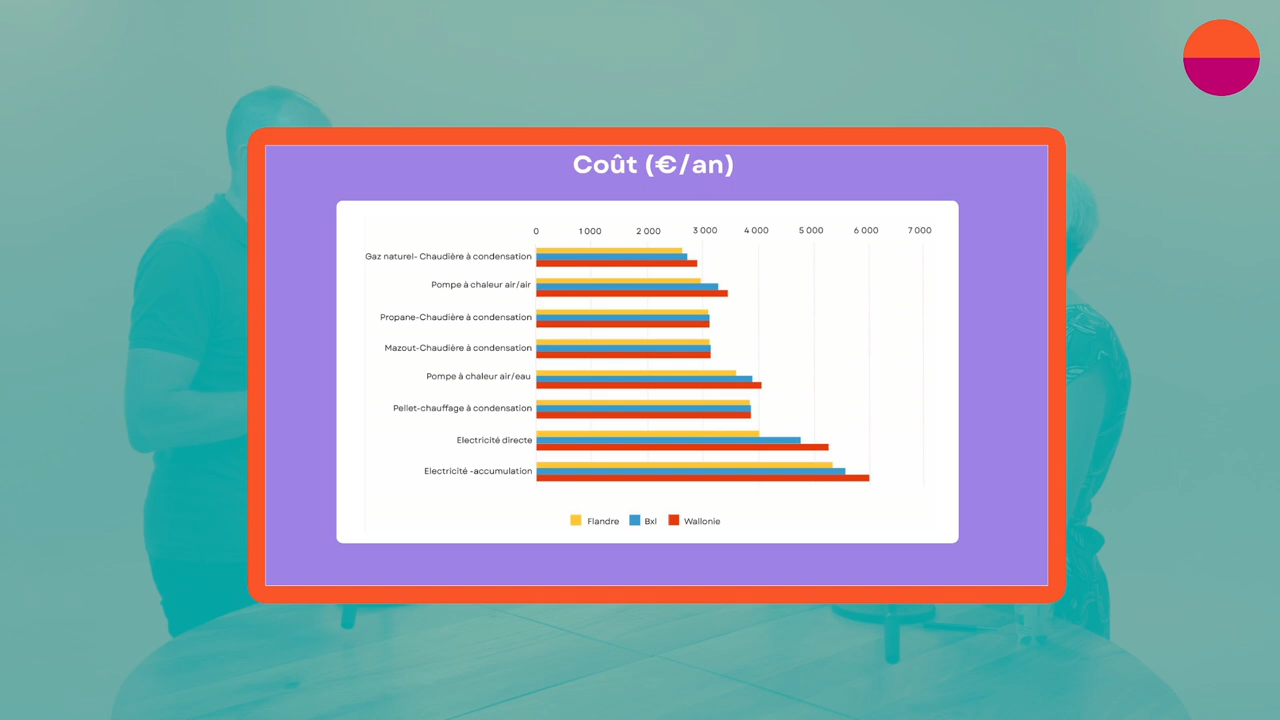 Coût (€/an)
0 1 000 2 000 3 000 4 000 5 000 6 000 7 000
Gaz naturel- Chaudière à condensation
Pompe à chaleur air/air
Propane-Chaudière à condensation
Mazout-Chaudière à condensation
Pompe à chaleur air/eau
Pellet-chauffage à condensation
Electricité directe
Electricité -accumulation
Flandre Bxl Wallonie